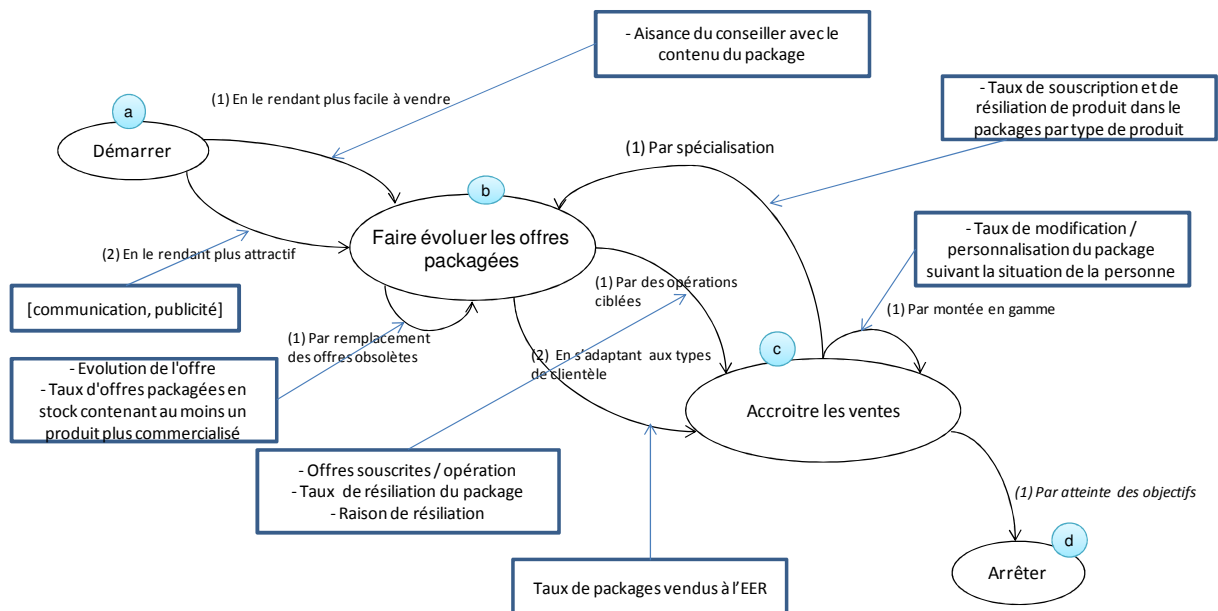 - Aisance du conseiller avec le
contenu du package
(1) En le rendant plus facile à vendre
- Taux de souscription et de
résiliation de produit dans le
packages par type de produit
a
Démarrer
(1) Par spécialisation
b
Faire évoluer les offres
packagées
- Taux de modification /
personnalisation du package
suivant la situation de la personne
(2) En le rendant plus attractif
(1) Par des opérations
ciblées
[communication, publicité]
(1) Par montée en gamme
(1) Par remplacement
des offres obsolètes
(2) En s'adaptant aux types
de clientèle
c
- Evolution de l'offre
- Taux d'offres packagées en
stock contenant au moins un
produit plus commercialisé
Accroitre les ventes
- Offres souscrites / opération
- Taux de résiliation du package
- Raison de résiliation
(1) Par atteinte des objectifs
d
Arrêter
Taux de packages vendus à l'EER